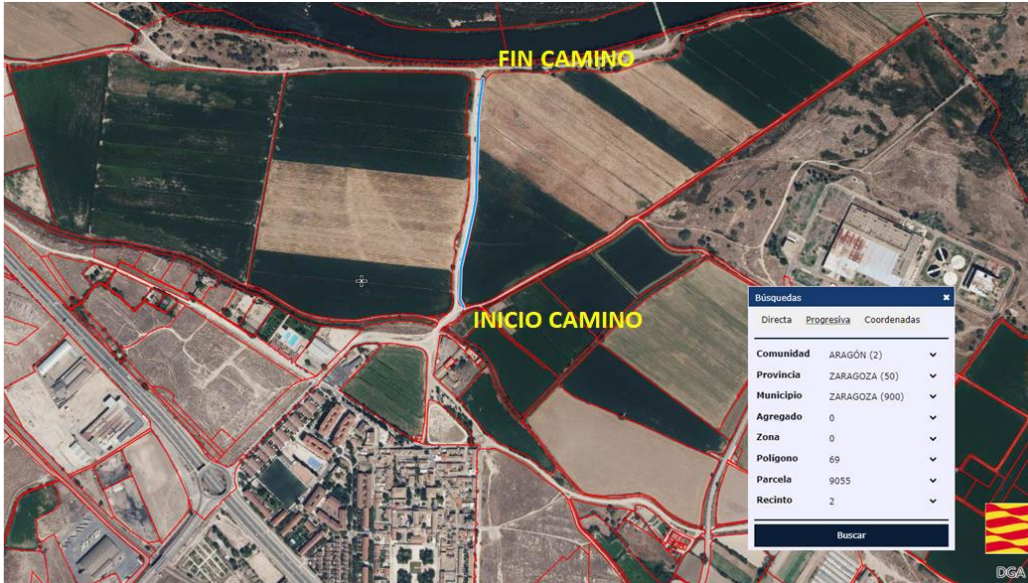 FIN CAMINO
INICIO CAMINO
Búsquedas ×
Directa Progresiva Coordenadas
Comunidad ARAGÓN (2)
Provincia ZARAGOZA (50)
Municipio ZARAGOZA (900)
Agregado 0
Zona 0
Polígono 69
Parcela 9055
Recinto 2
Buscar
DGA